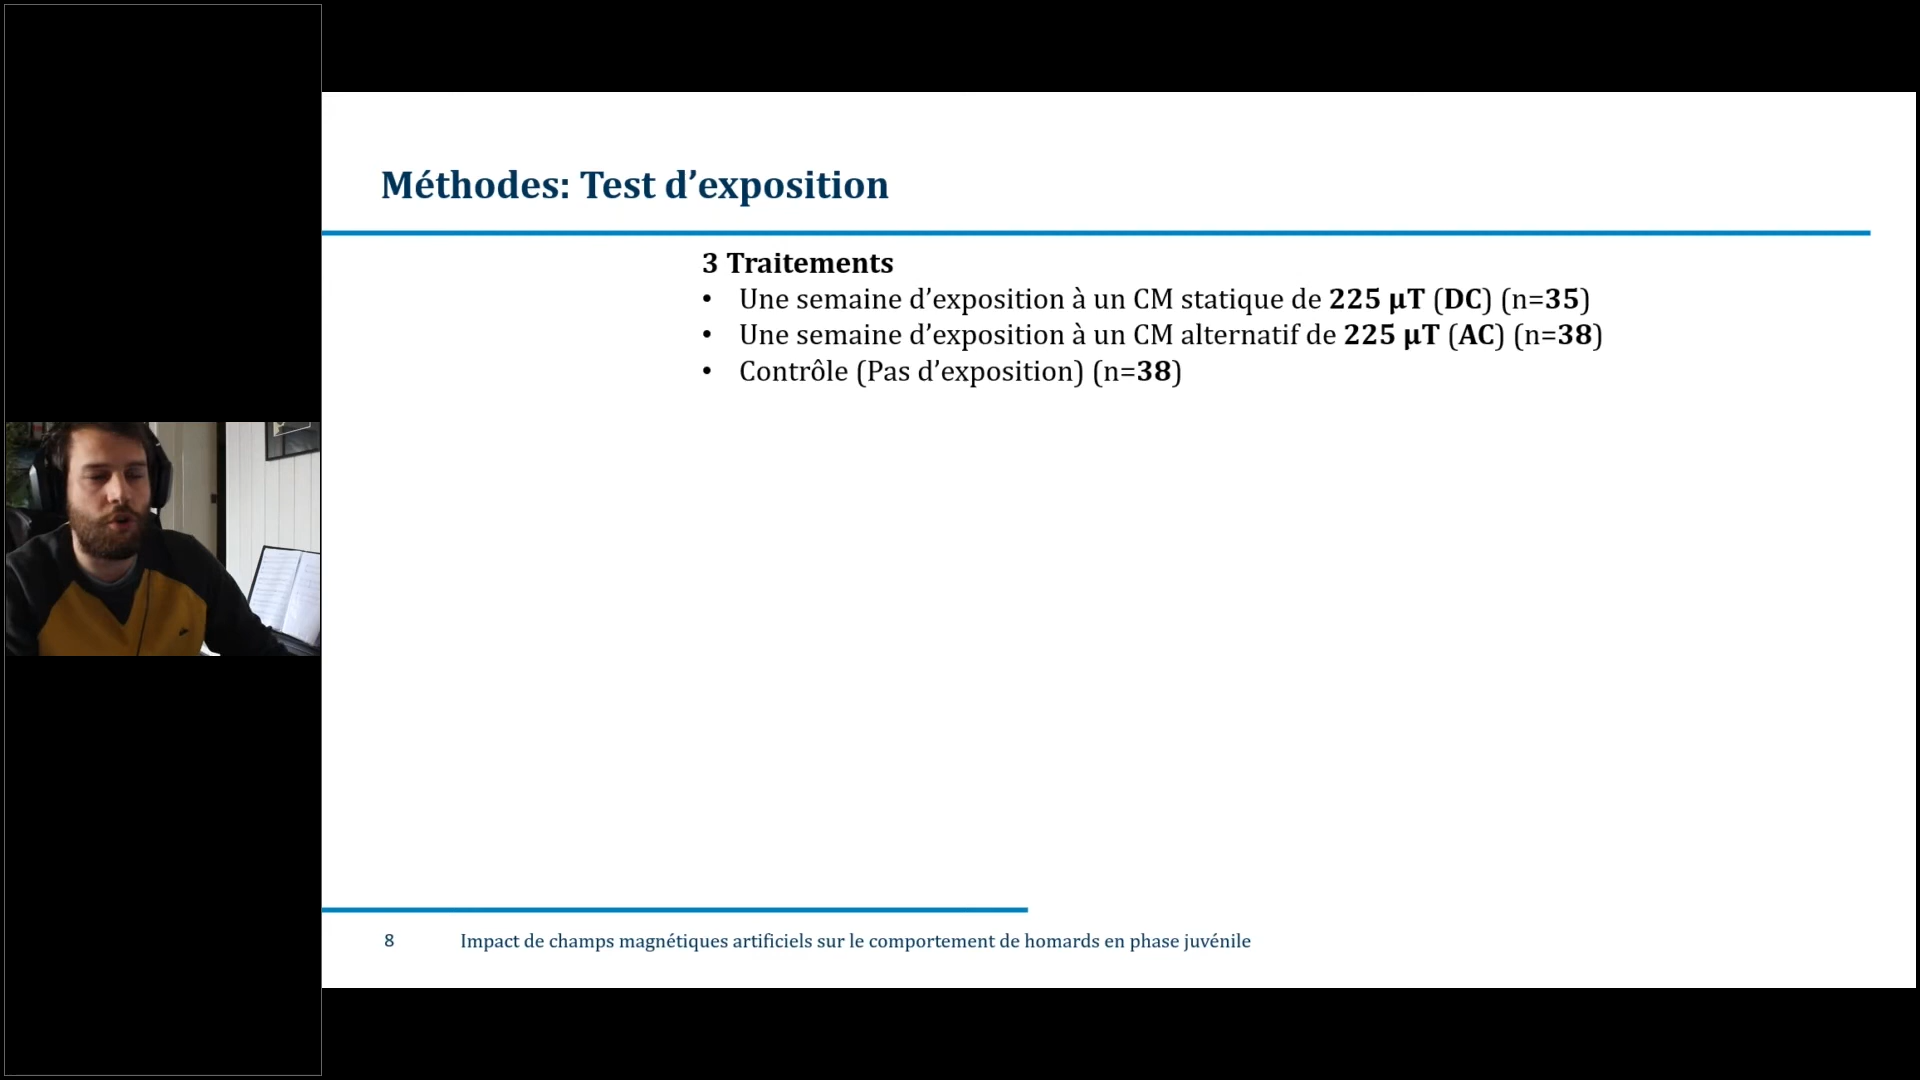 Méthodes: Test d’exposition
3 Traitements
• Une semaine d’exposition à un CM statique de 225 µT (DC) (n=35)
• Une semaine d’exposition à un CM alternatif de 225 µT (AC) (n=38)
• Contrôle (Pas d’exposition) (n=38)
8 Impact de champs magnétiques artificiels sur le comportement de homards en phase juvénile